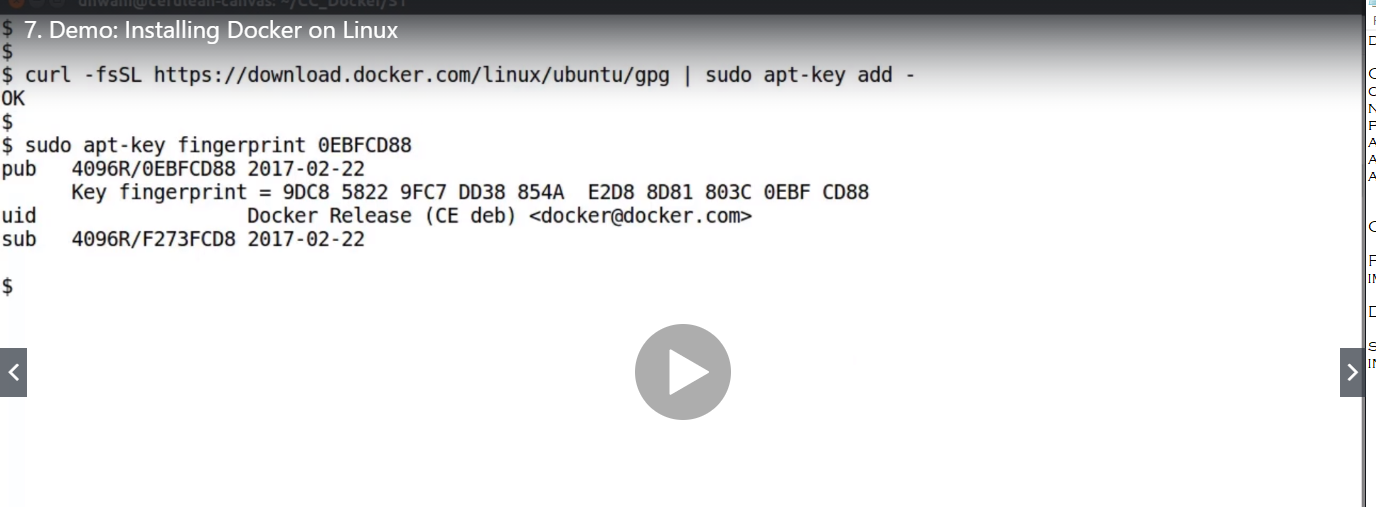 7. Demo: Installing Docker on Linux
$
$
$ curl -fsSL https://download.docker.com/linux/ubuntu/gpg | sudo apt-key add -
OK
$
$ sudo apt-key fingerprint 0EBFCD88
pub   4096R/0EBFCD88 2017-02-22
      Key fingerprint = 9DC8 5822 9FC7 DD38 854A  E2D8 8D81 803C 0EBF CD88
uid                  Docker Release (CE deb) <docker@docker.com>
sub   4096R/F273FCD8 2017-02-22
$